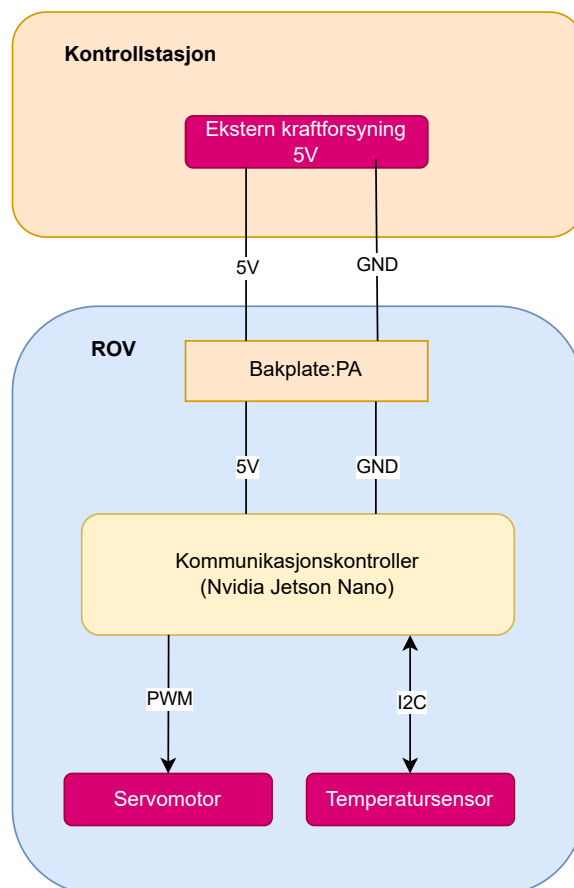 Kontrollstasjon
Ekstern kraftforsyning
5V
5V
GND
ROV
Bakplate:PA
5V
GND
Kommunikasjonskontroller
(Nvidia Jetson Nano)
PWM
I2C
Servomotor
Temperatursensor